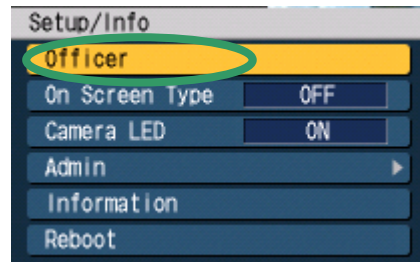 Setup/Info
Officer
On Screen Type OFF
Camera LED ON
Admin
Information
Reboot